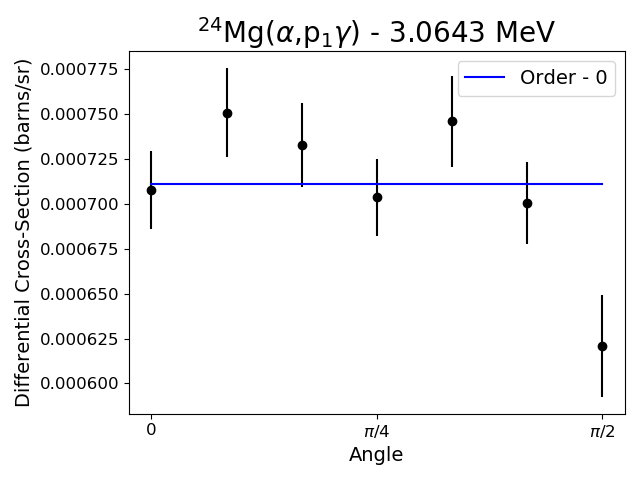 ²⁴Mg(α,p₁γ) - 3.0643 MeV
Order - 0
Differential Cross-Section (barns/sr)
0.000775
0.000750
0.000725
0.000700
0.000675
0.000650
0.000625
0.000600
0 π/4 π/2
Angle